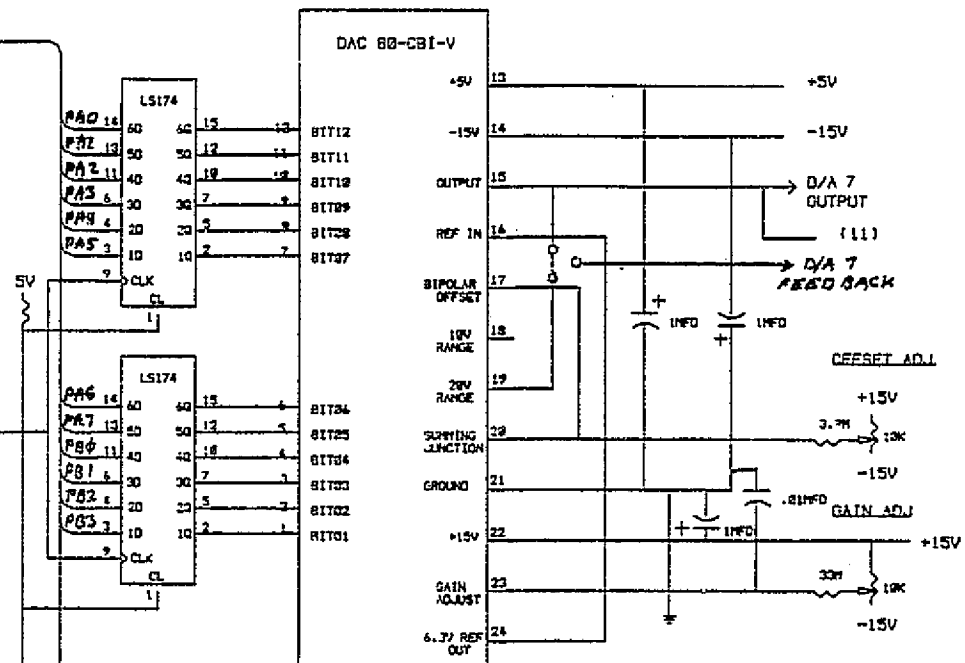 DAC 80-CBI-V
+5V 13 +5V
-15V 14 -15V
OUTPUT 15 D/A 7 OUTPUT
(11)
REF IN 16
D/A 7 FEED BACK
BIPOLAR OFFSET 17
10V RANGE 18
20V RANGE 19
SUMMING JUNCTION 20
GROUND 21
+15V 22 +15V
GAIN ADJUST 23
6.3V REF OUT 24
LS174
PA0 14 6D 6Q 15 12 BIT12
PA1 13 5D 5Q 12 11 BIT11
PA2 11 4D 4Q 10 10 BIT10
PA3 6 3D 3Q 7 9 BIT09
PA4 4 2D 2Q 5 8 BIT08
PA5 3 1D 1Q 2 7 BIT07
9 CLK
CL
1
5V
LS174
PA6 14 6D 6Q 15 6 BIT06
PA7 13 5D 5Q 12 5 BIT05
PB0 11 4D 4Q 10 4 BIT04
PB1 6 3D 3Q 7 3 BIT03
PB2 4 2D 2Q 5 2 BIT02
PB3 3 1D 1Q 2 1 BIT01
9 CLK
CL
1
+ 1MFD
+ 1MFD
OFFSET ADJ
+15V
10K
-15V
.01MFD
+ 1MFD
GAIN ADJ
33M
10K
-15V